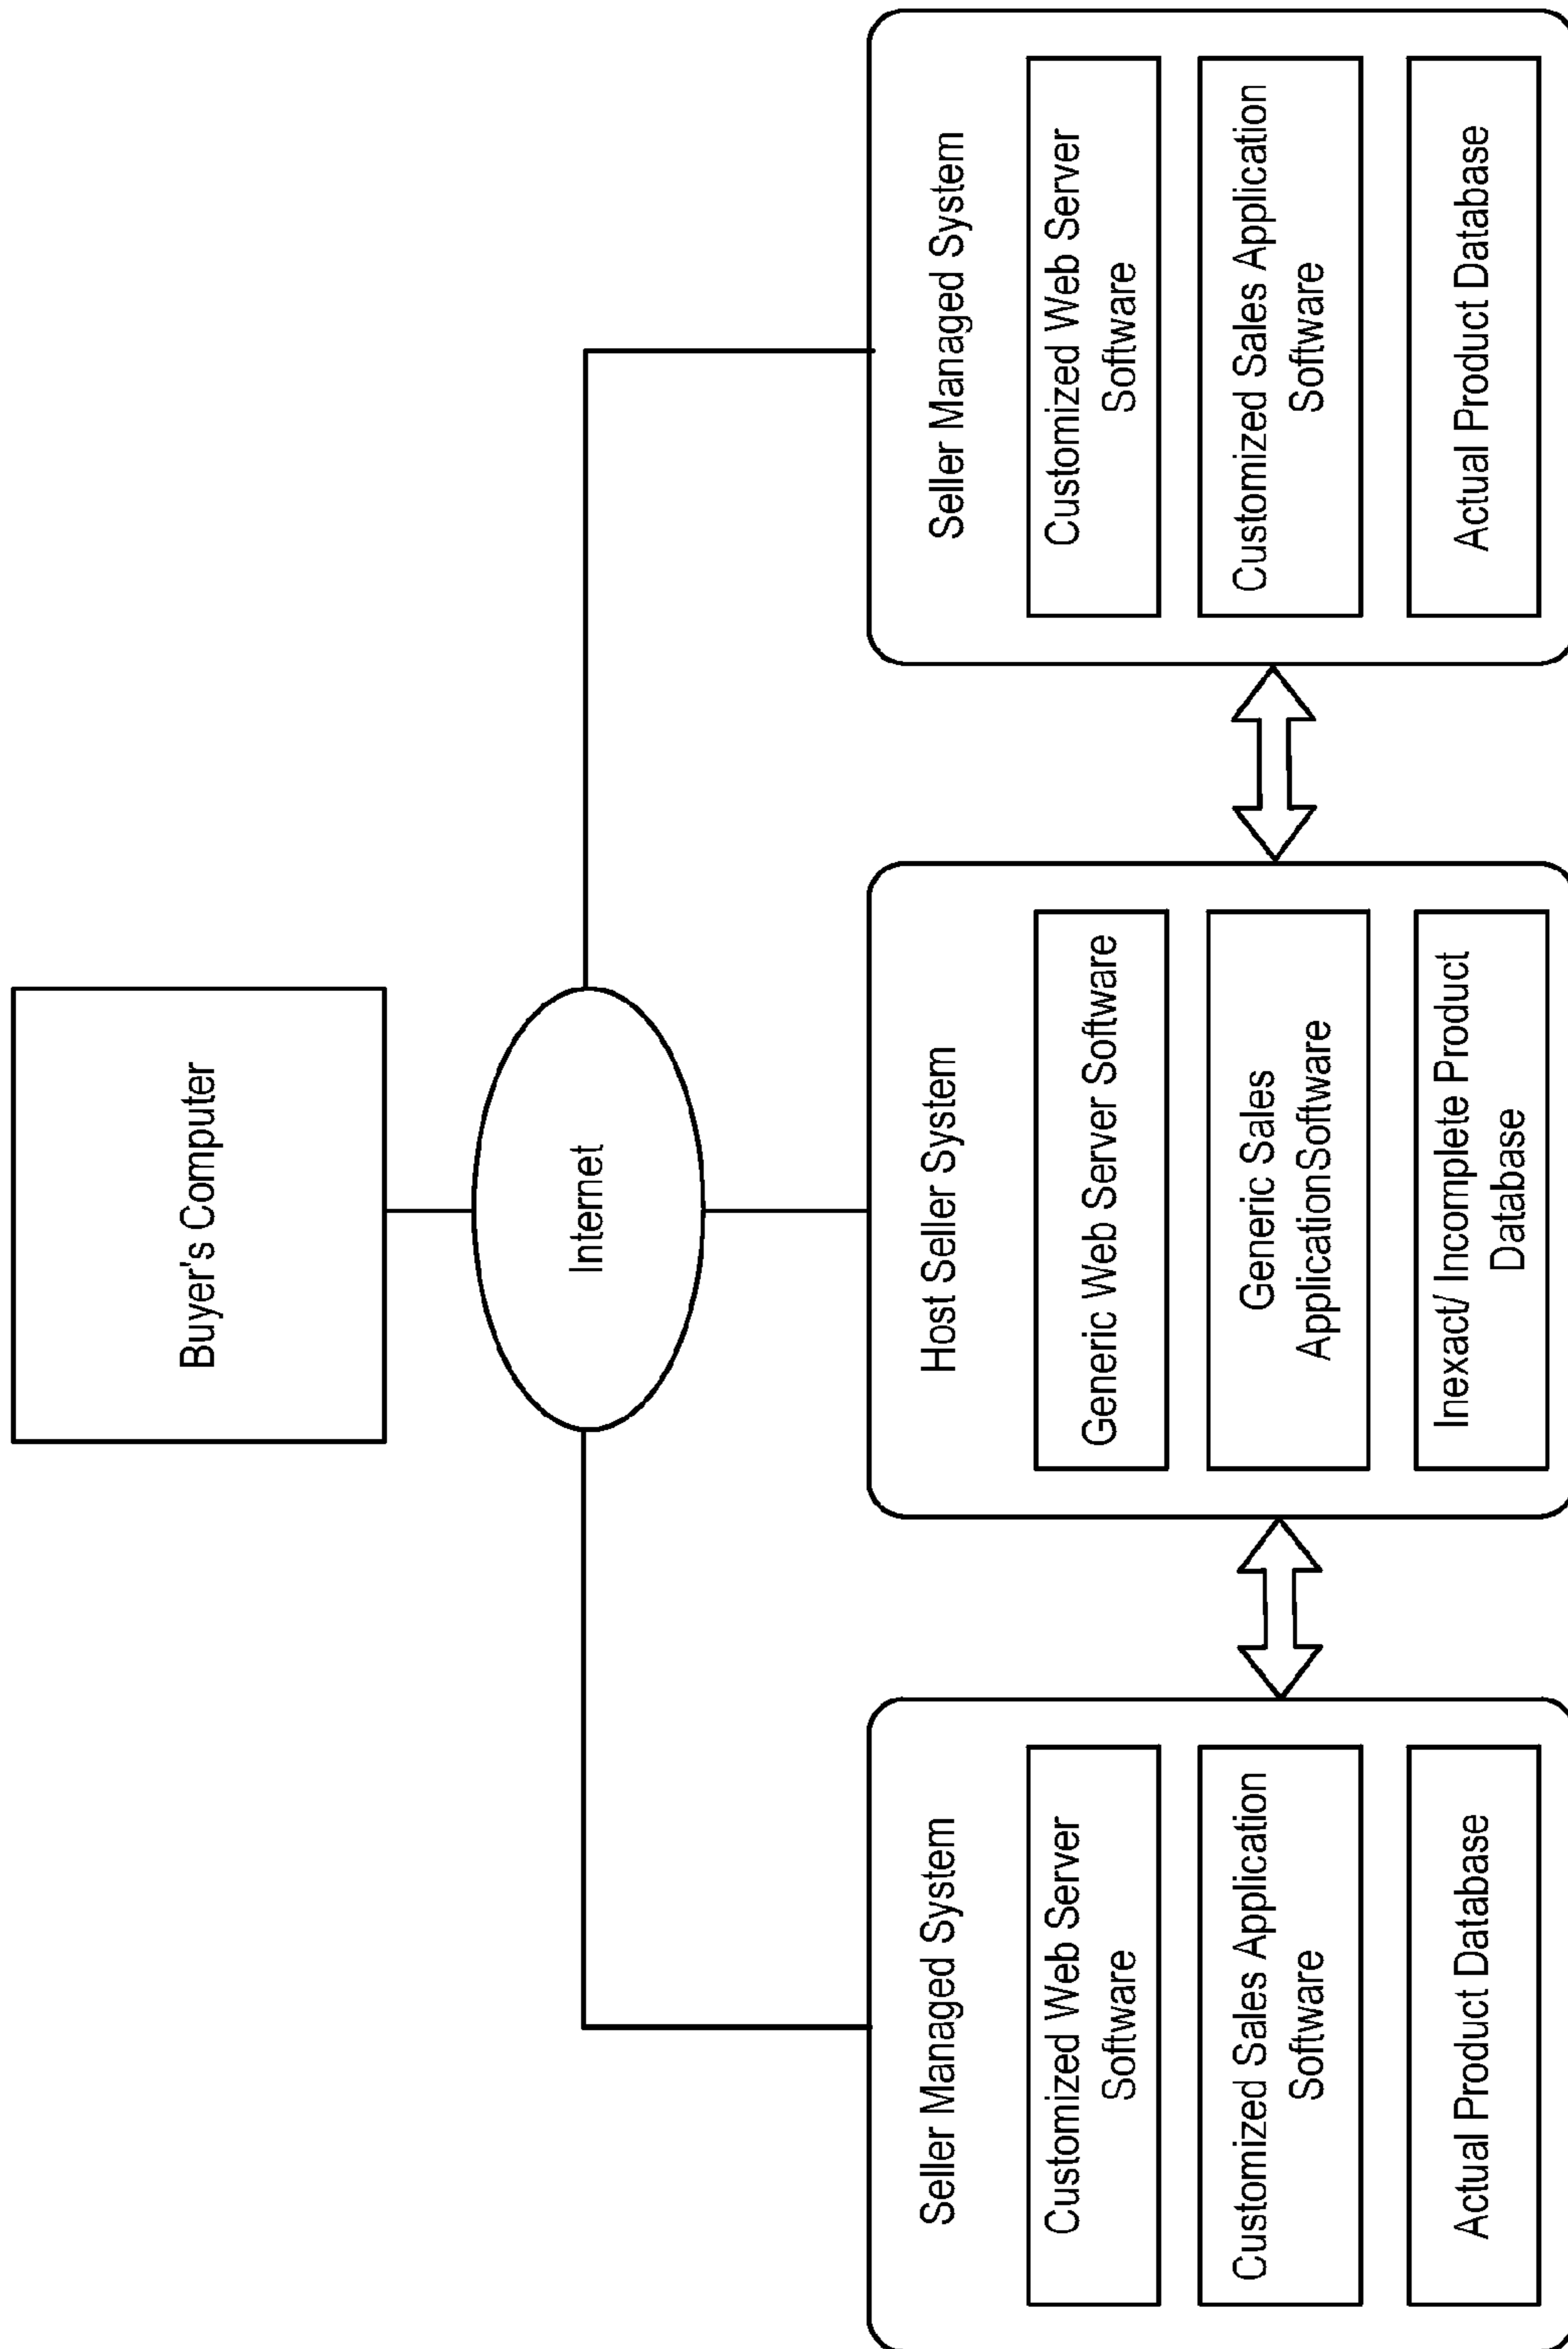 Buyer's Computer
Internet
Seller Managed System
Customized Web Server
Software
Customized Sales Application
Software
Actual Product Database
Host Seller System
Generic Web Server Software
Generic Sales
ApplicationSoftware
Inexact/ Incomplete Product
Database
Seller Managed System
Customized Web Server
Software
Customized Sales Application
Software
Actual Product Database